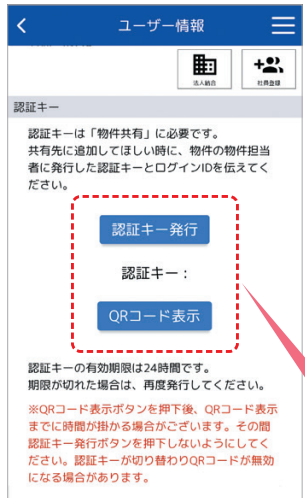 ユーザー情報
法人結合
社員登録
認証キー
認証キーは「物件共有」に必要です。
共有先に追加してほしい時に、物件の物件担当
者に発行した認証キーとログインIDを伝えてく
ださい。
認証キー発行
認証キー：
QRコード表示
認証キーの有効期限は24時間です。
期限が切れた場合は、再度発行してください。
※QRコード表示ボタンを押下後、QRコード表示
までに時間が掛かる場合がございます。その間
認証キー発行ボタンを押下しないようにしてく
ださい。認証キーが切り替わりQRコードが無効
になる場合があります。